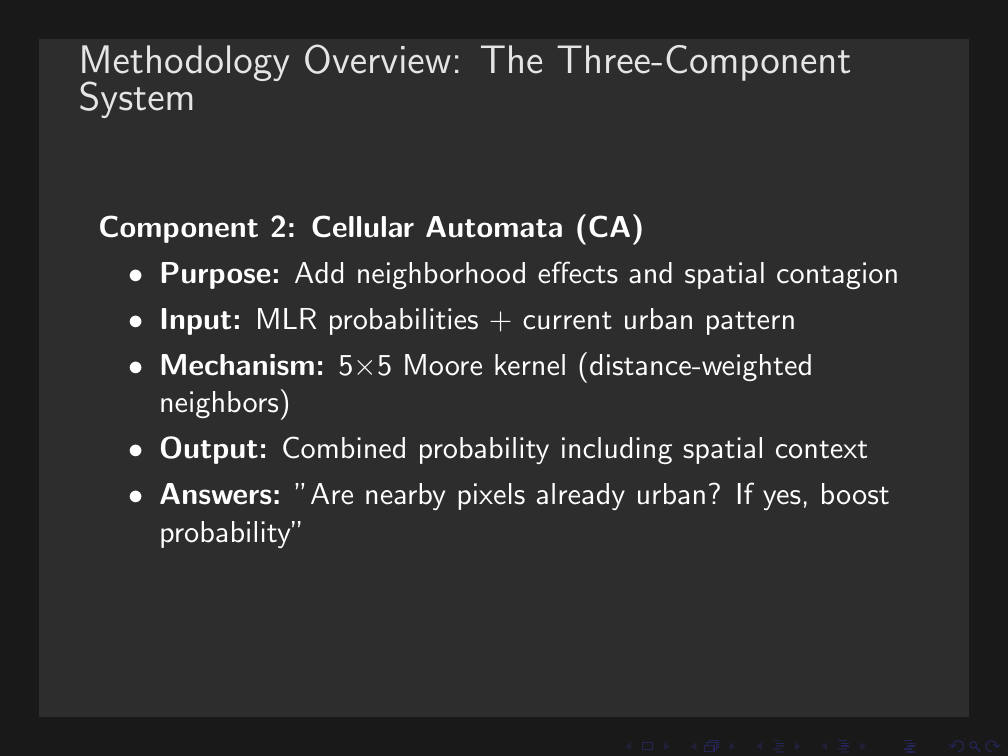 Methodology Overview: The Three-Component
System
Component 2: Cellular Automata (CA)
• Purpose: Add neighborhood effects and spatial contagion
• Input: MLR probabilities + current urban pattern
• Mechanism: 5×5 Moore kernel (distance-weighted
neighbors)
• Output: Combined probability including spatial context
• Answers: ”Are nearby pixels already urban? If yes, boost
probability”